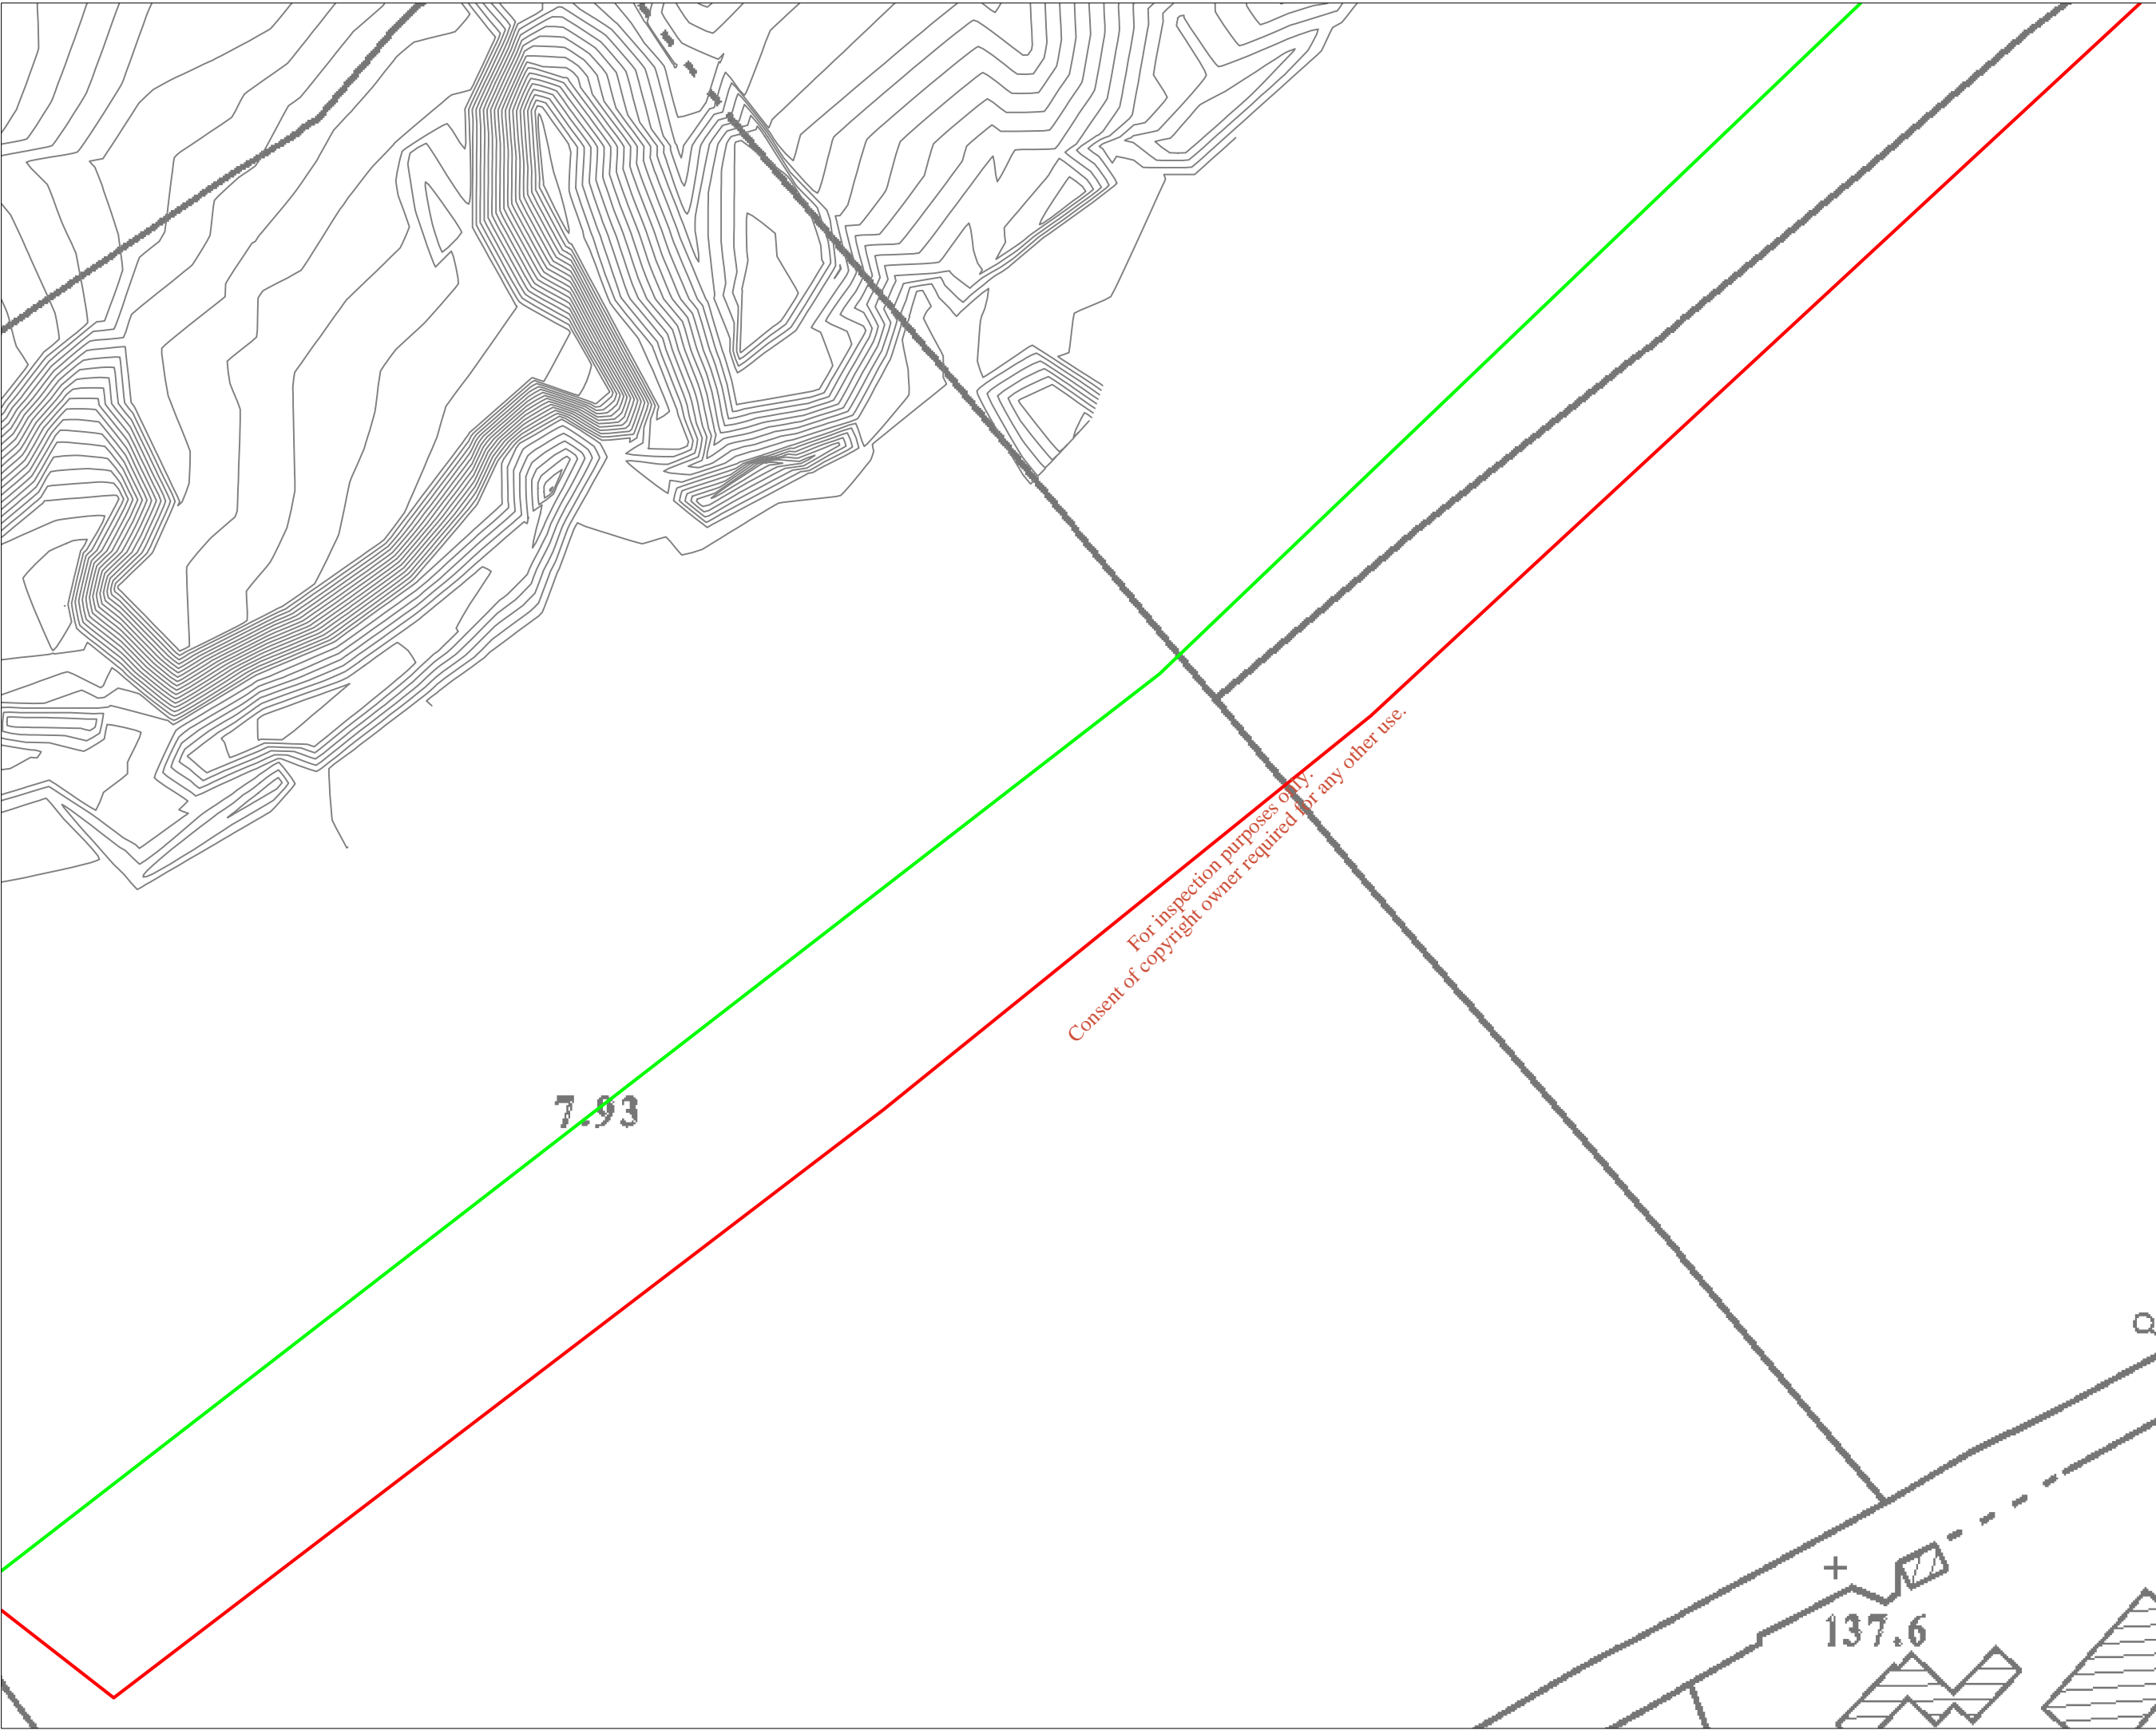 For inspection purposes only.
Consent of copyright owner required for any other use.
7.93
137.6